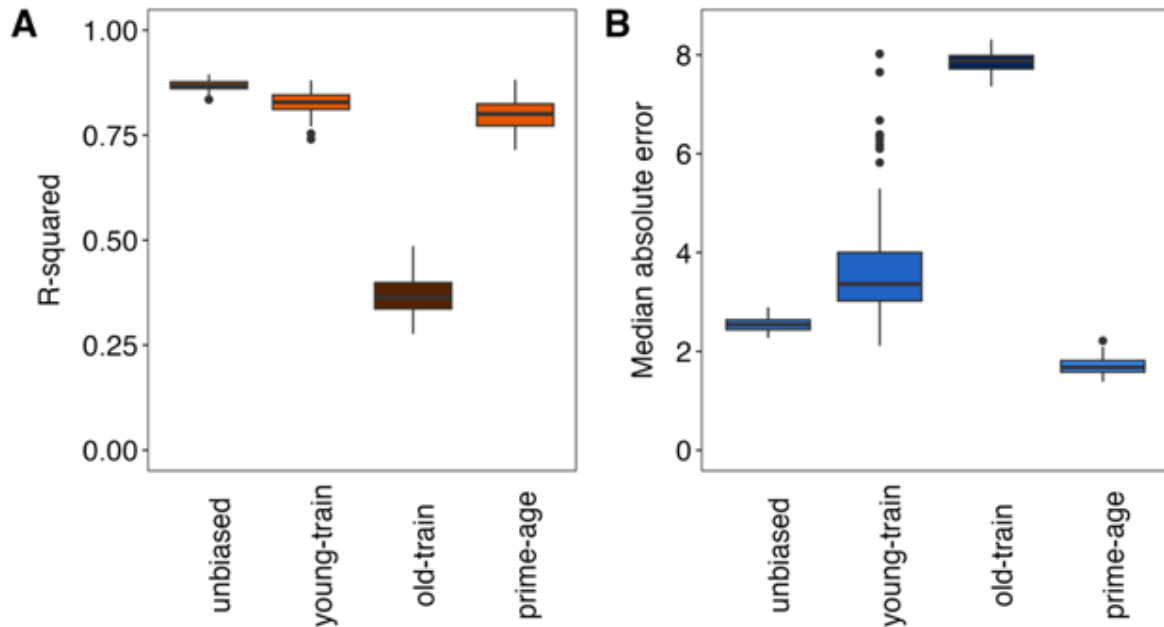 A
R-squared
1.00
0.75
0.50
0.25
0.00
unbiased
young-train
old-train
prime-age
B
Median absolute error
8
6
4
2
0
unbiased
young-train
old-train
prime-age